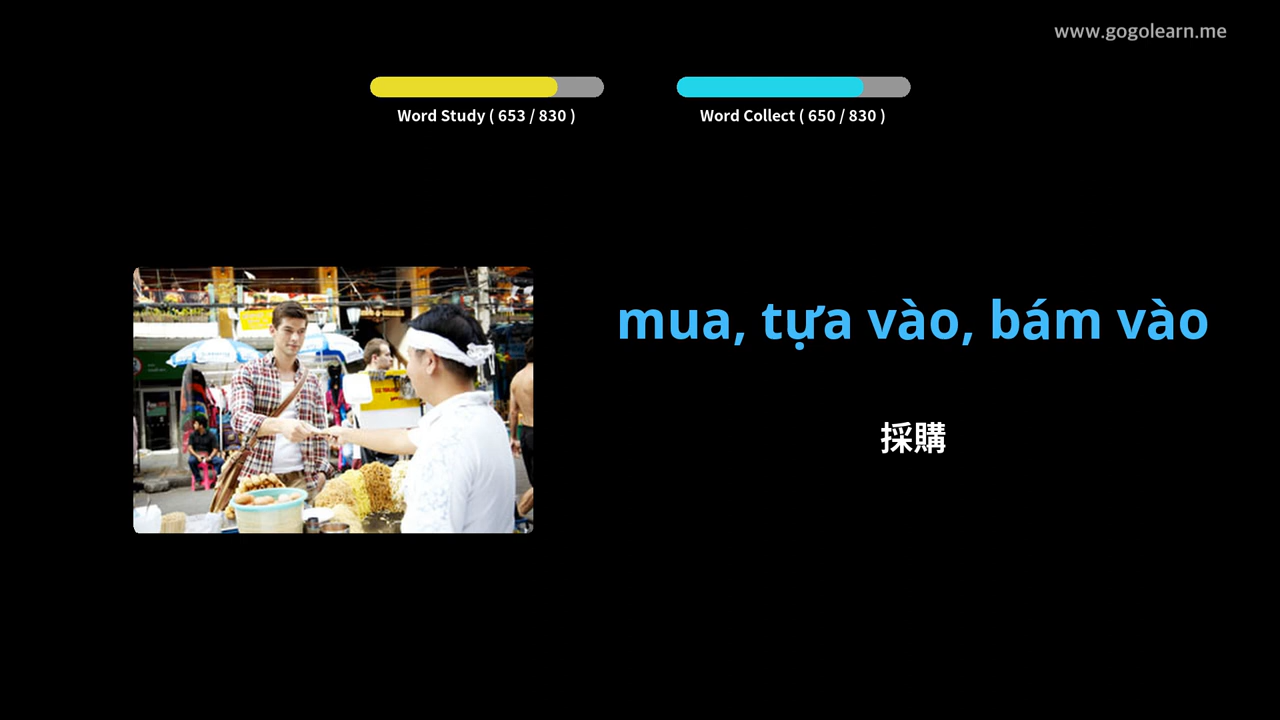 www.gogolearn.me
Word Study ( 653 / 830 )
Word Collect ( 650 / 830 )
mua, tựa vào, bám vào
採購